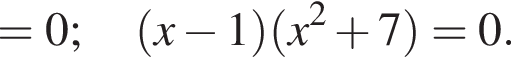 = 0;  (x − 1)(x² + 7) = 0.